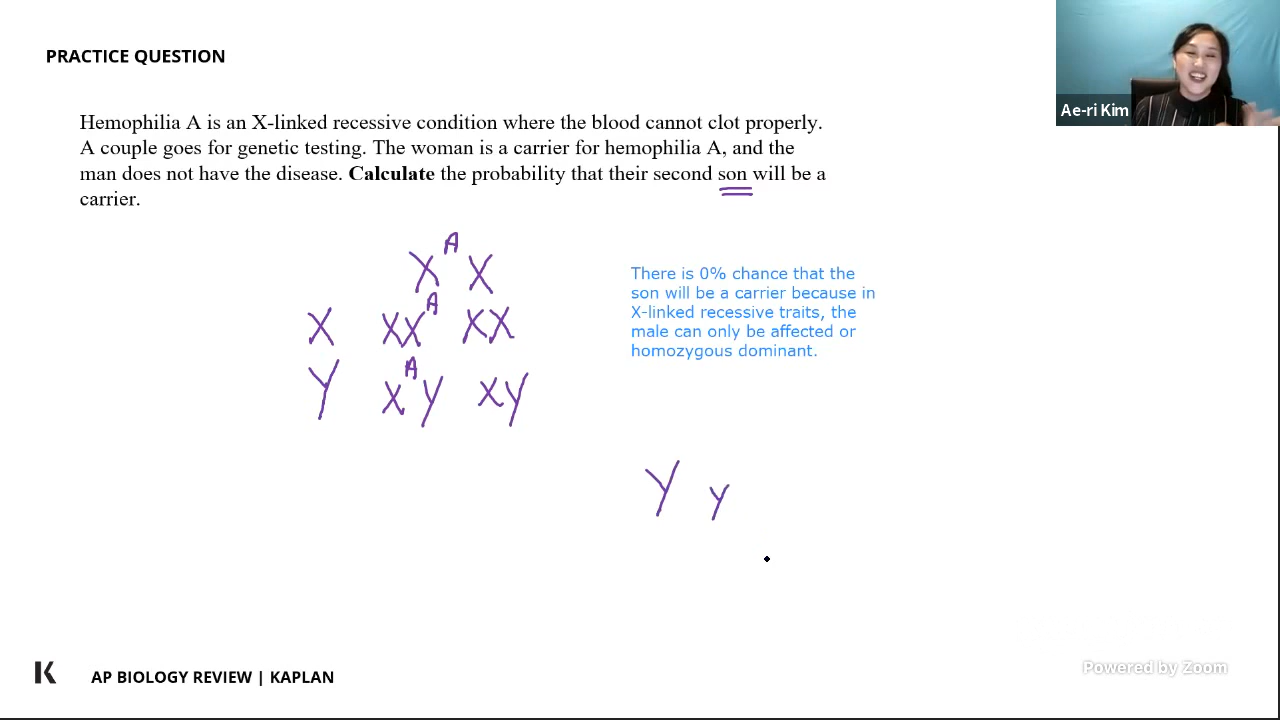 PRACTICE QUESTION
Ae-ri Kim
Hemophilia A is an X-linked recessive condition where the blood cannot clot properly.
A couple goes for genetic testing. The woman is a carrier for hemophilia A, and the
man does not have the disease. Calculate the probability that their second son will be a
carrier.
A
X X
A
X XX XX
A
Y XY XY
There is 0% chance that the
son will be a carrier because in
X-linked recessive traits, the
male can only be affected or
homozygous dominant.
Y y
K AP BIOLOGY REVIEW | KAPLAN
Powered by Zoom